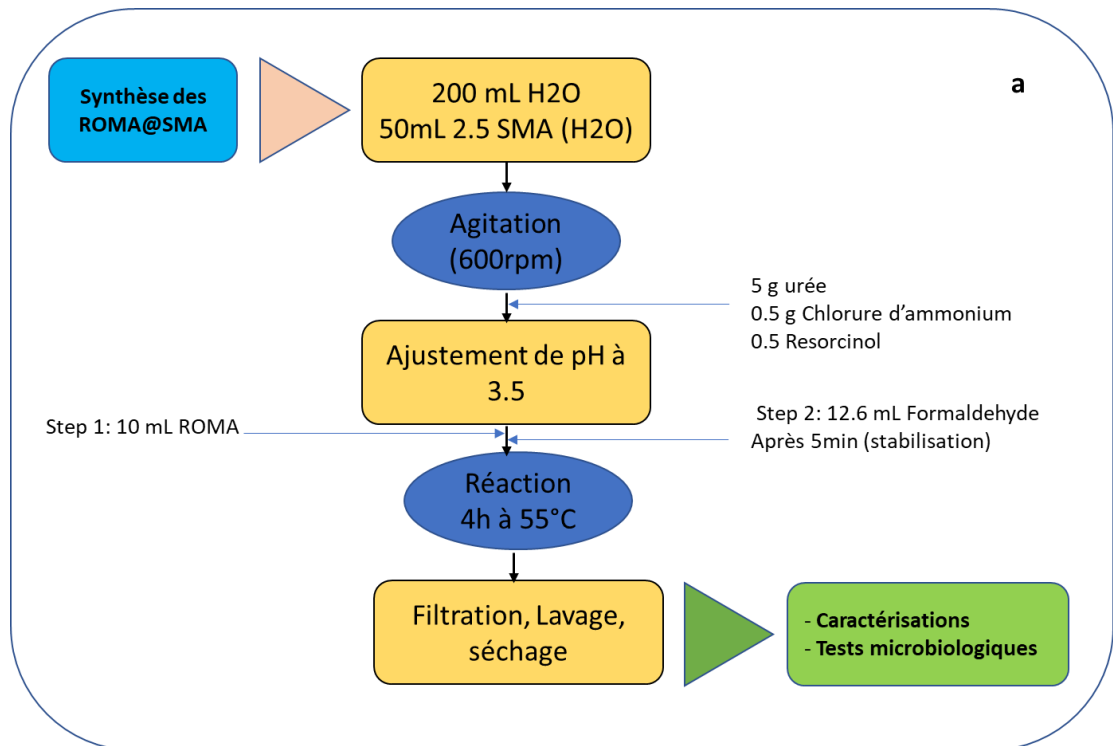 Synthèse des
ROMA@SMA
200 mL H2O
50mL 2.5 SMA (H2O)
a
Agitation
(600rpm)
5 g urée
0.5 g Chlorure d’ammonium
0.5 Resorcinol
Ajustement de pH à
3.5
Step 1: 10 mL ROMA
Step 2: 12.6 mL Formaldehyde
Après 5min (stabilisation)
Réaction
4h à 55°C
Filtration, Lavage,
séchage
- Caractérisations
- Tests microbiologiques